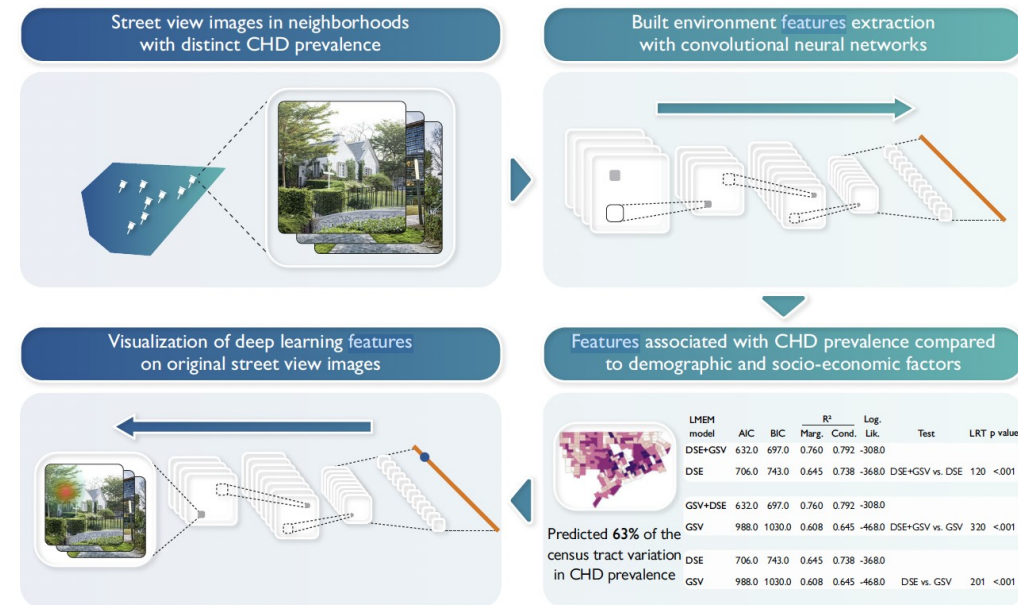 Street view images in neighborhoods
with distinct CHD prevalence
Built environment features extraction
with convolutional neural networks
Visualization of deep learning features
on original street view images
Features associated with CHD prevalence compared
to demographic and socio-economic factors
Predicted 63% of the
census tract variation
in CHD prevalence
LMEM R² Log.
model AIC BIC Marg. Cond. Lik. Test LRT p value
DSE+GSV 632.0 697.0 0.760 0.792 -308.0
DSE 706.0 743.0 0.645 0.738 -368.0 DSE+GSV vs. DSE 120 <.001
GSV+DSE 632.0 697.0 0.760 0.792 -308.0
GSV 988.0 1030.0 0.608 0.645 -468.0 DSE+GSV vs. GSV 320 <.001
DSE 706.0 743.0 0.645 0.738 -368.0
GSV 988.0 1030.0 0.608 0.645 -468.0 DSE vs. GSV 201 <.001